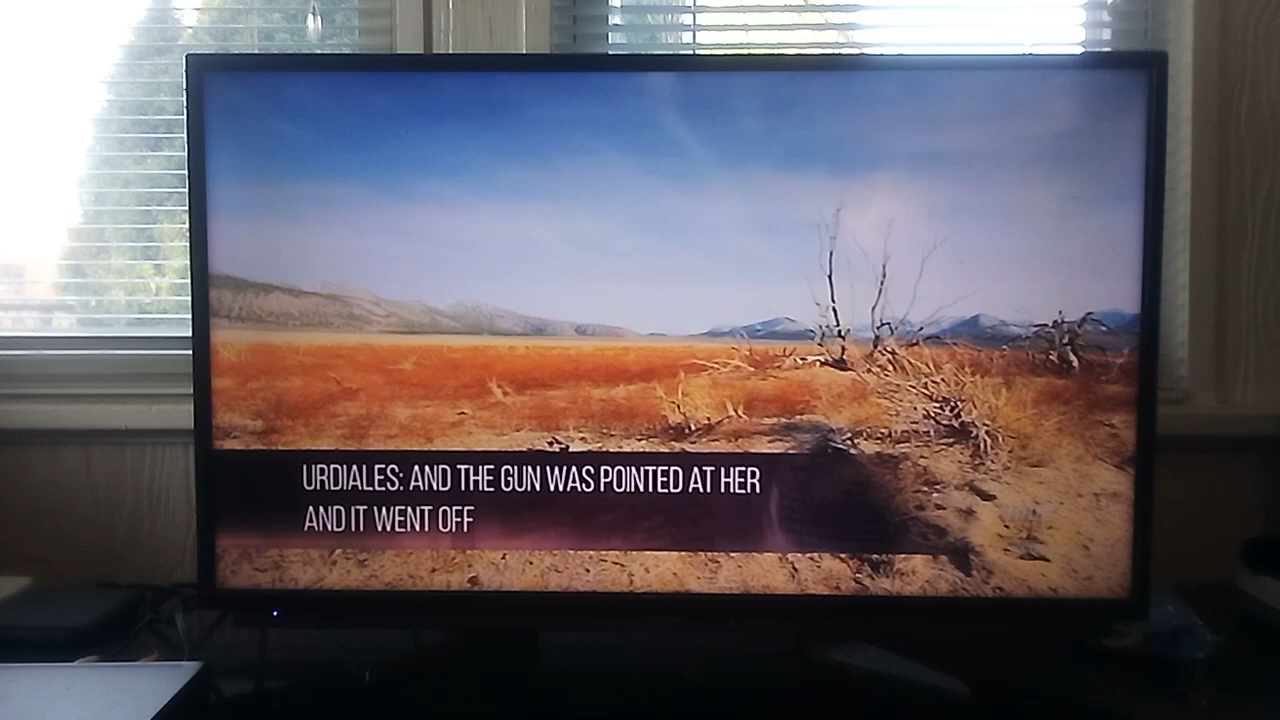 URDIALES: AND THE GUN WAS POINTED AT HER
AND IT WENT OFF